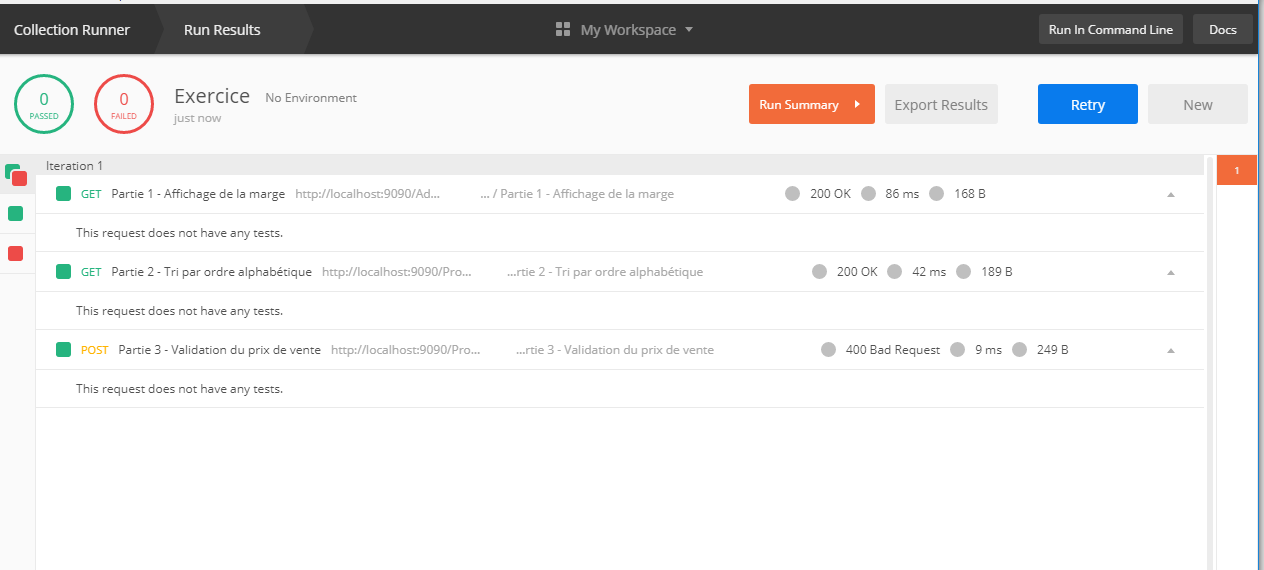 Collection Runner Run Results My Workspace Run In Command Line Docs
0 PASSED 0 FAILED Exercice No Environment Run Summary Export Results Retry New
just now
Iteration 1 1
GET Partie 1 - Affichage de la marge http://localhost:9090/Ad... ... / Partie 1 - Affichage de la marge 200 OK 86 ms 168 B
This request does not have any tests.
GET Partie 2 - Tri par ordre alphabétique http://localhost:9090/Pro... ...rtie 2 - Tri par ordre alphabétique 200 OK 42 ms 189 B
This request does not have any tests.
POST Partie 3 - Validation du prix de vente http://localhost:9090/Pro... ...rtie 3 - Validation du prix de vente 400 Bad Request 9 ms 249 B
This request does not have any tests.